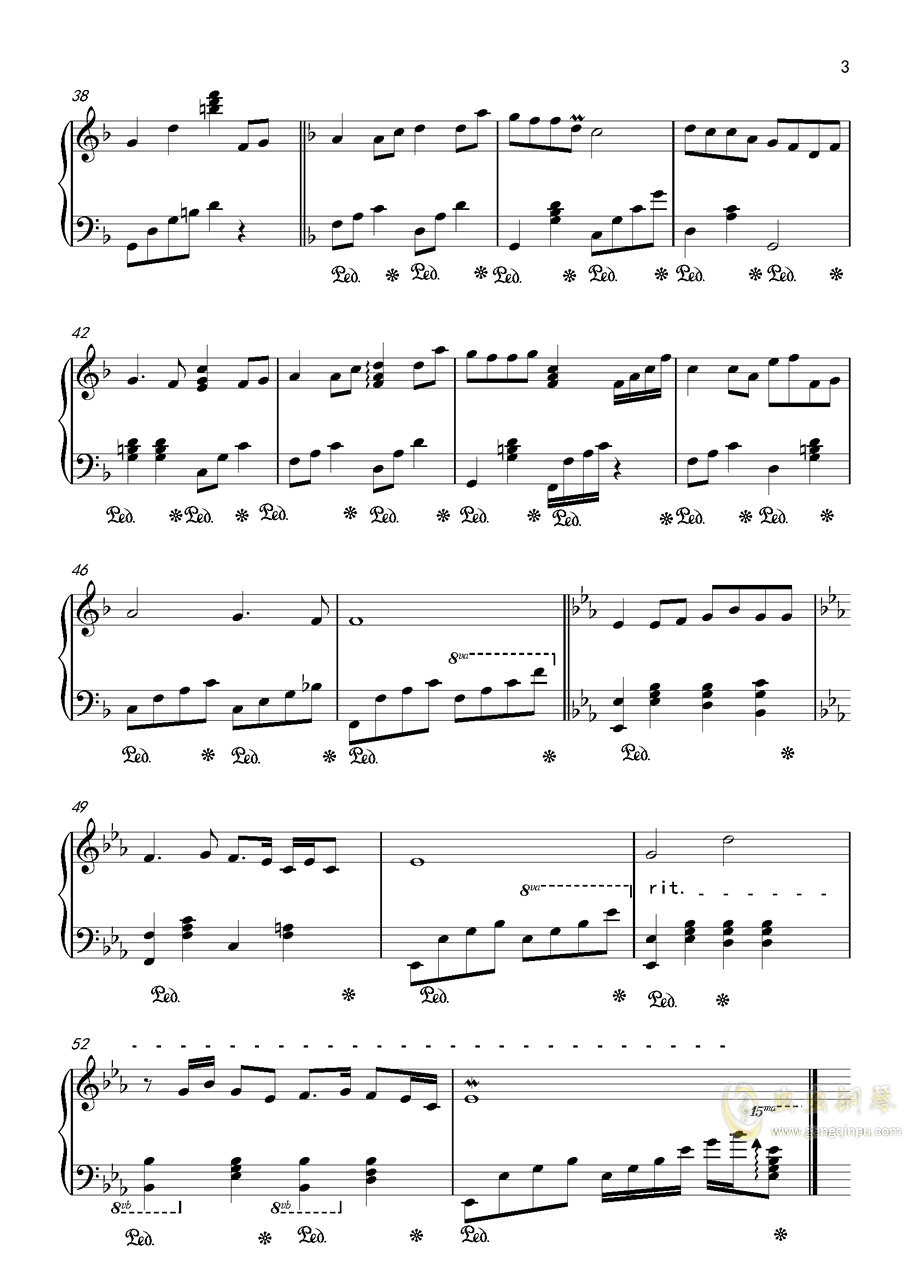 3
38
Ped. Ped. Ped. Ped. Ped. Ped.
42
Ped. Ped. Ped. Ped. Ped. Ped. Ped. Ped.
46
8va
Ped. Ped. Ped. Ped.
49
8va
rit.
Ped. Ped. Ped.
52
15ma
www.gangqinpu.com
8vb 8vb
Ped. Ped. Ped.